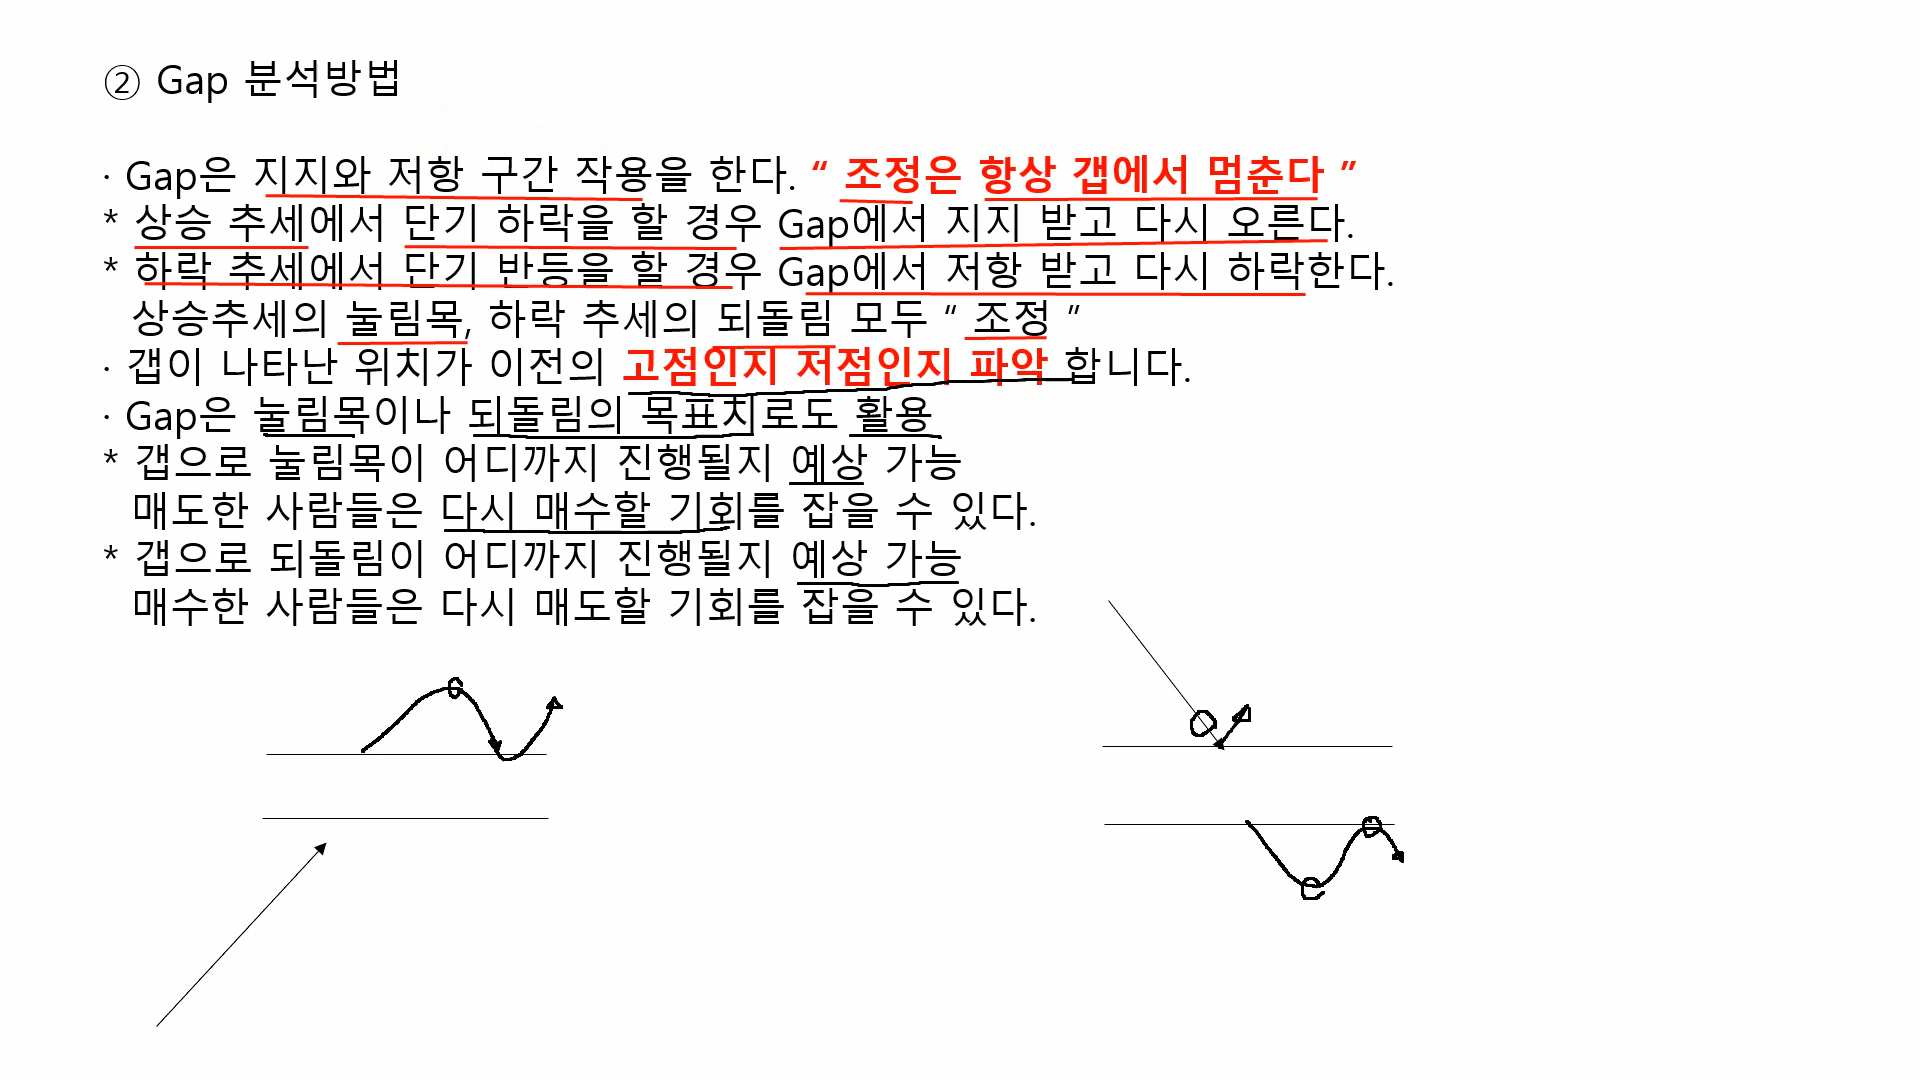 ② Gap 분석방법
· Gap은 지지와 저항 구간 작용을 한다. “ 조정은 항상 갭에서 멈춘다 ”
* 상승 추세에서 단기 하락을 할 경우 Gap에서 지지 받고 다시 오른다.
* 하락 추세에서 단기 반등을 할 경우 Gap에서 저항 받고 다시 하락한다.
상승추세의 눌림목, 하락 추세의 되돌림 모두 “ 조정 ”
· 갭이 나타난 위치가 이전의 고점인지 저점인지 파악 합니다.
· Gap은 눌림목이나 되돌림의 목표치로도 활용
* 갭으로 눌림목이 어디까지 진행될지 예상 가능
매도한 사람들은 다시 매수할 기회를 잡을 수 있다.
* 갭으로 되돌림이 어디까지 진행될지 예상 가능
매수한 사람들은 다시 매도할 기회를 잡을 수 있다.